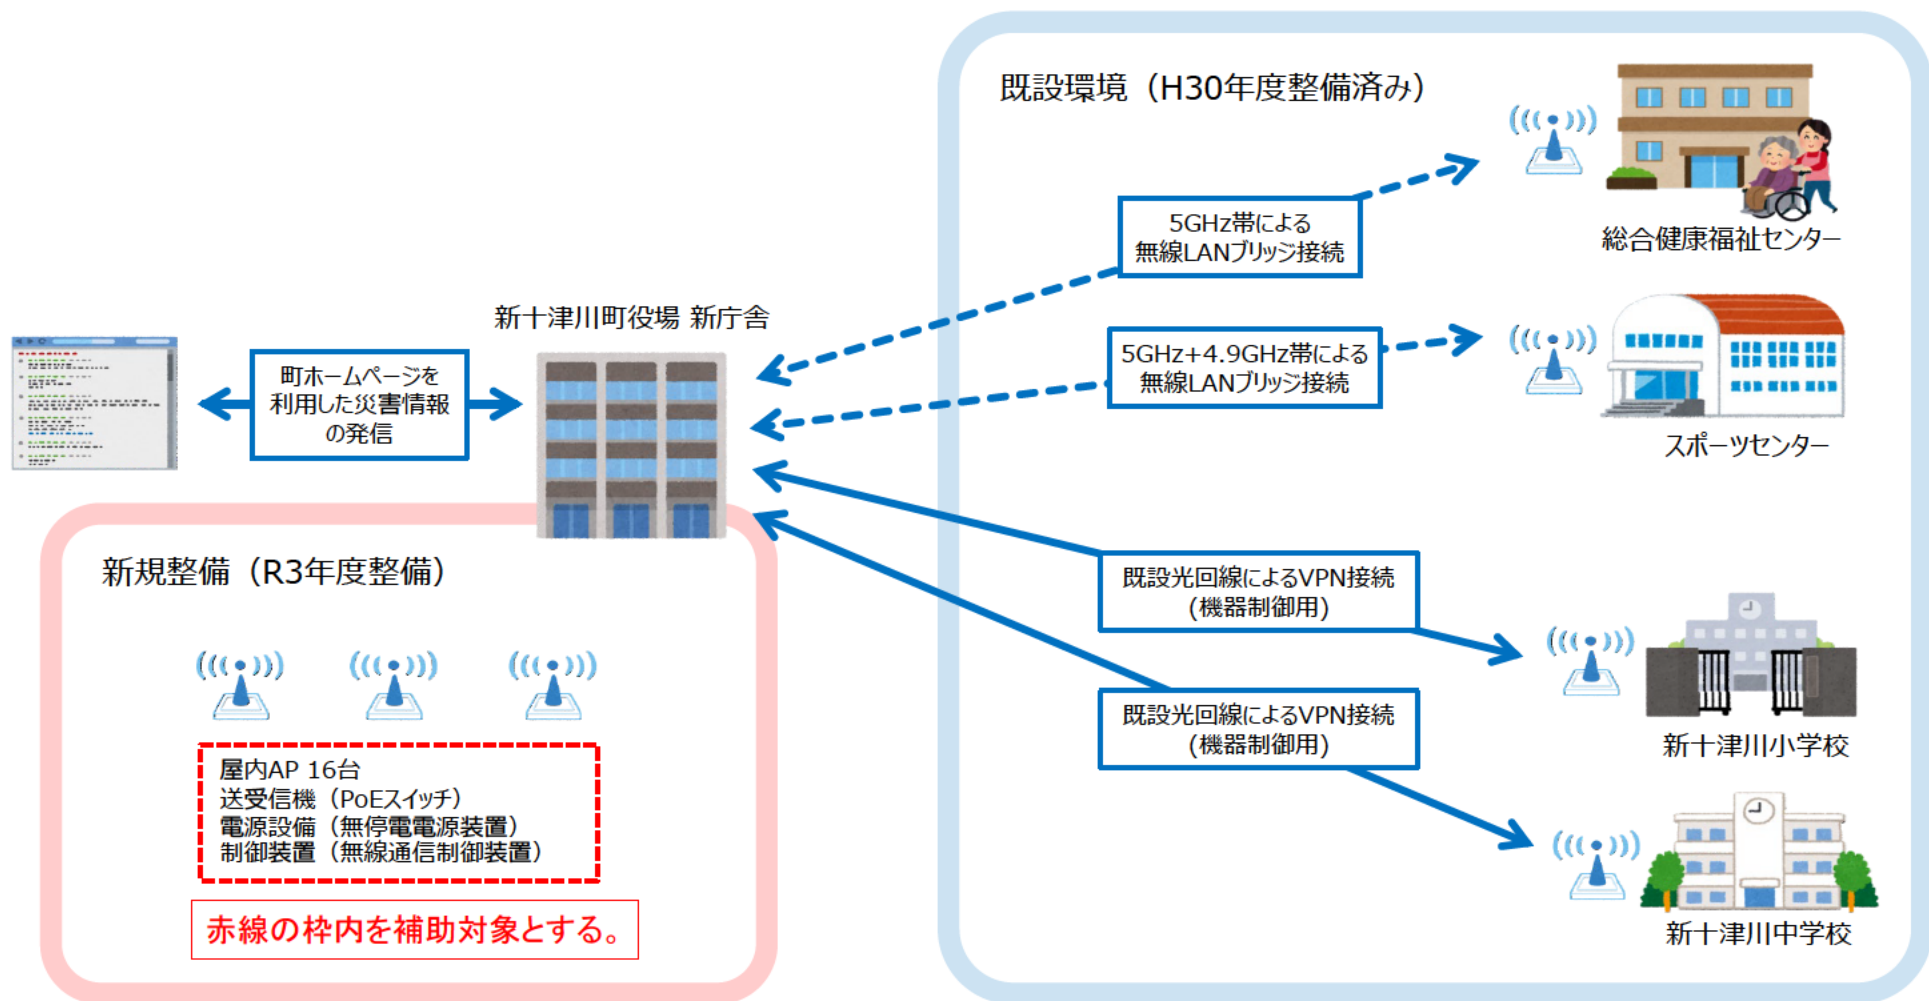 既設環境（H30年度整備済み）
総合健康福祉センター
5GHz帯による
無線LANブリッジ接続
5GHz+4.9GHz帯による
無線LANブリッジ接続
スポーツセンター
新十津川町役場 新庁舎
町ホームページを
利用した災害情報
の発信
既設光回線によるVPN接続
(機器制御用)
新十津川小学校
既設光回線によるVPN接続
(機器制御用)
新十津川中学校
新規整備（R3年度整備）
屋内AP 16台
送受信機（PoEスイッチ）
電源設備（無停電電源装置）
制御装置（無線通信制御装置）
赤線の枠内を補助対象とする。